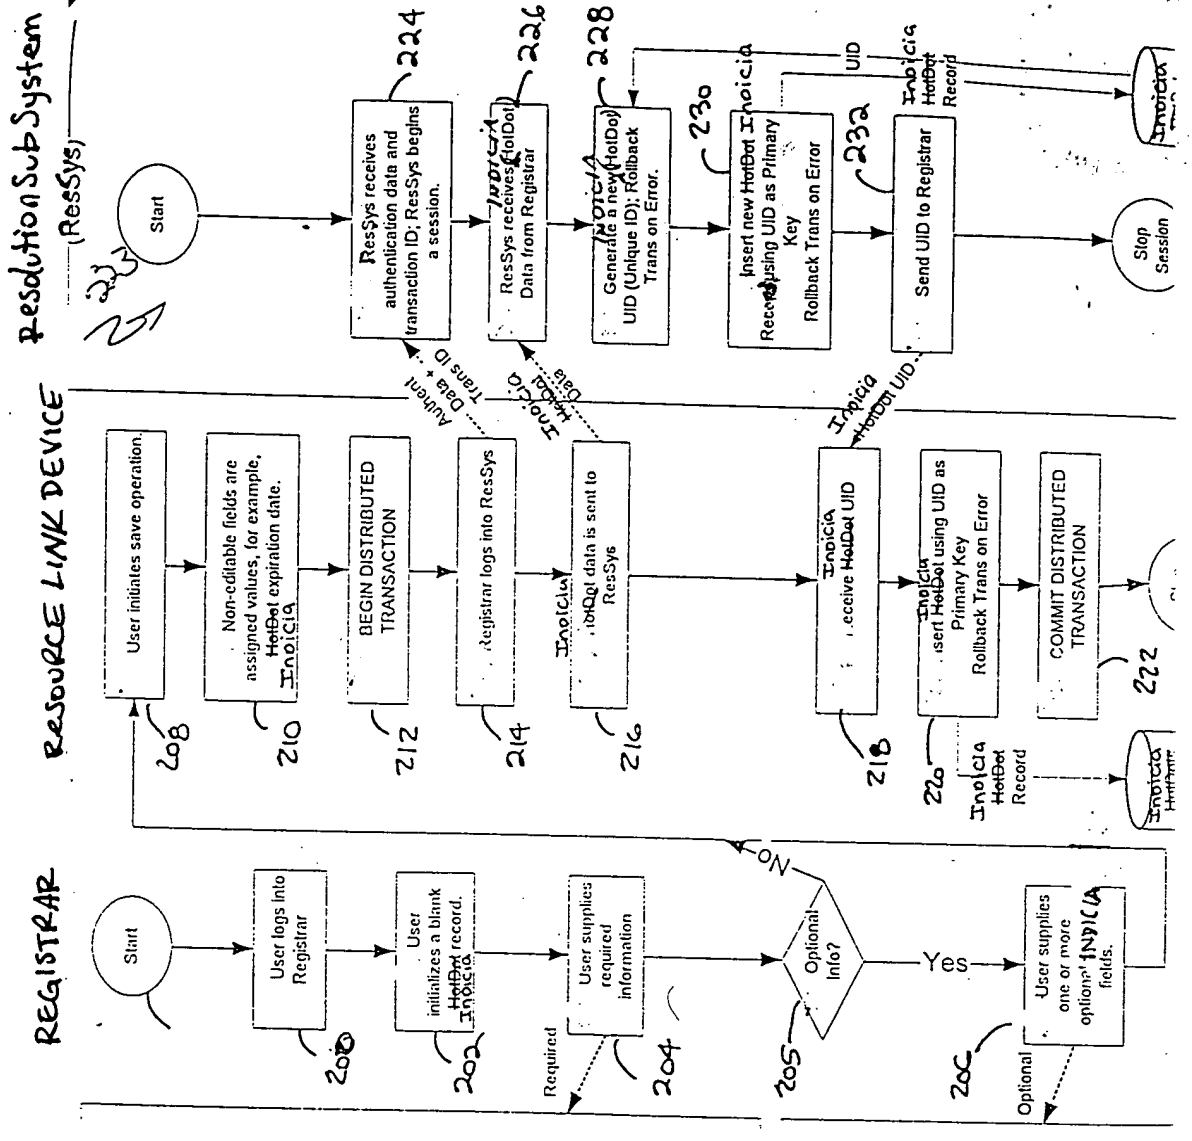 REGISTRAR
Start
User logs into
Registrar
200
User
initializes a blank
HotDot record.
Indicia
202
User supplies
required
information
204
Required
Optional
Info?
205
No
Yes
User supplies
one or more
optional INDICIA
fields.
206
Optional
RESOURCE LINK DEVICE
User initiates save operation.
208
Non-editable fields are
assigned values, for example,
HotDot expiration date.
Indicia
210
BEGIN DISTRIBUTED
TRANSACTION
212
Registrar logs into ResSys
214
Indicia
HotDot data is sent to
ResSys
216
Indicia
eceive HotDot UID
218
Indicia
nsert HotDot using UID as
Primary Key
Rollback Trans on Error
220
Indicia
HotDot
Record
COMMIT DISTRIBUTED
TRANSACTION
222
Indicia
HotDot
Resolution SubSystem
(ResSys)
223
Start
ResSys receives
authentication data and
transaction ID; ResSys begins
a session.
224
Authent
Data +
Trans ID
INDICIA
ResSys receives (HotDot)
Data from Registrar
226
Indicia
HotDot
Data
INDICIA
Generate a new (HotDot)
UID (Unique ID); Rollback
Trans on Error.
228
Insert new HotDot Indicia
Record using UID as Primary
Key
Rollback Trans on Error
230
UID
Indicia
HotDot
Record
Send UID to Registrar
232
Indicia
HotDot UID
Stop
Session
Indicia